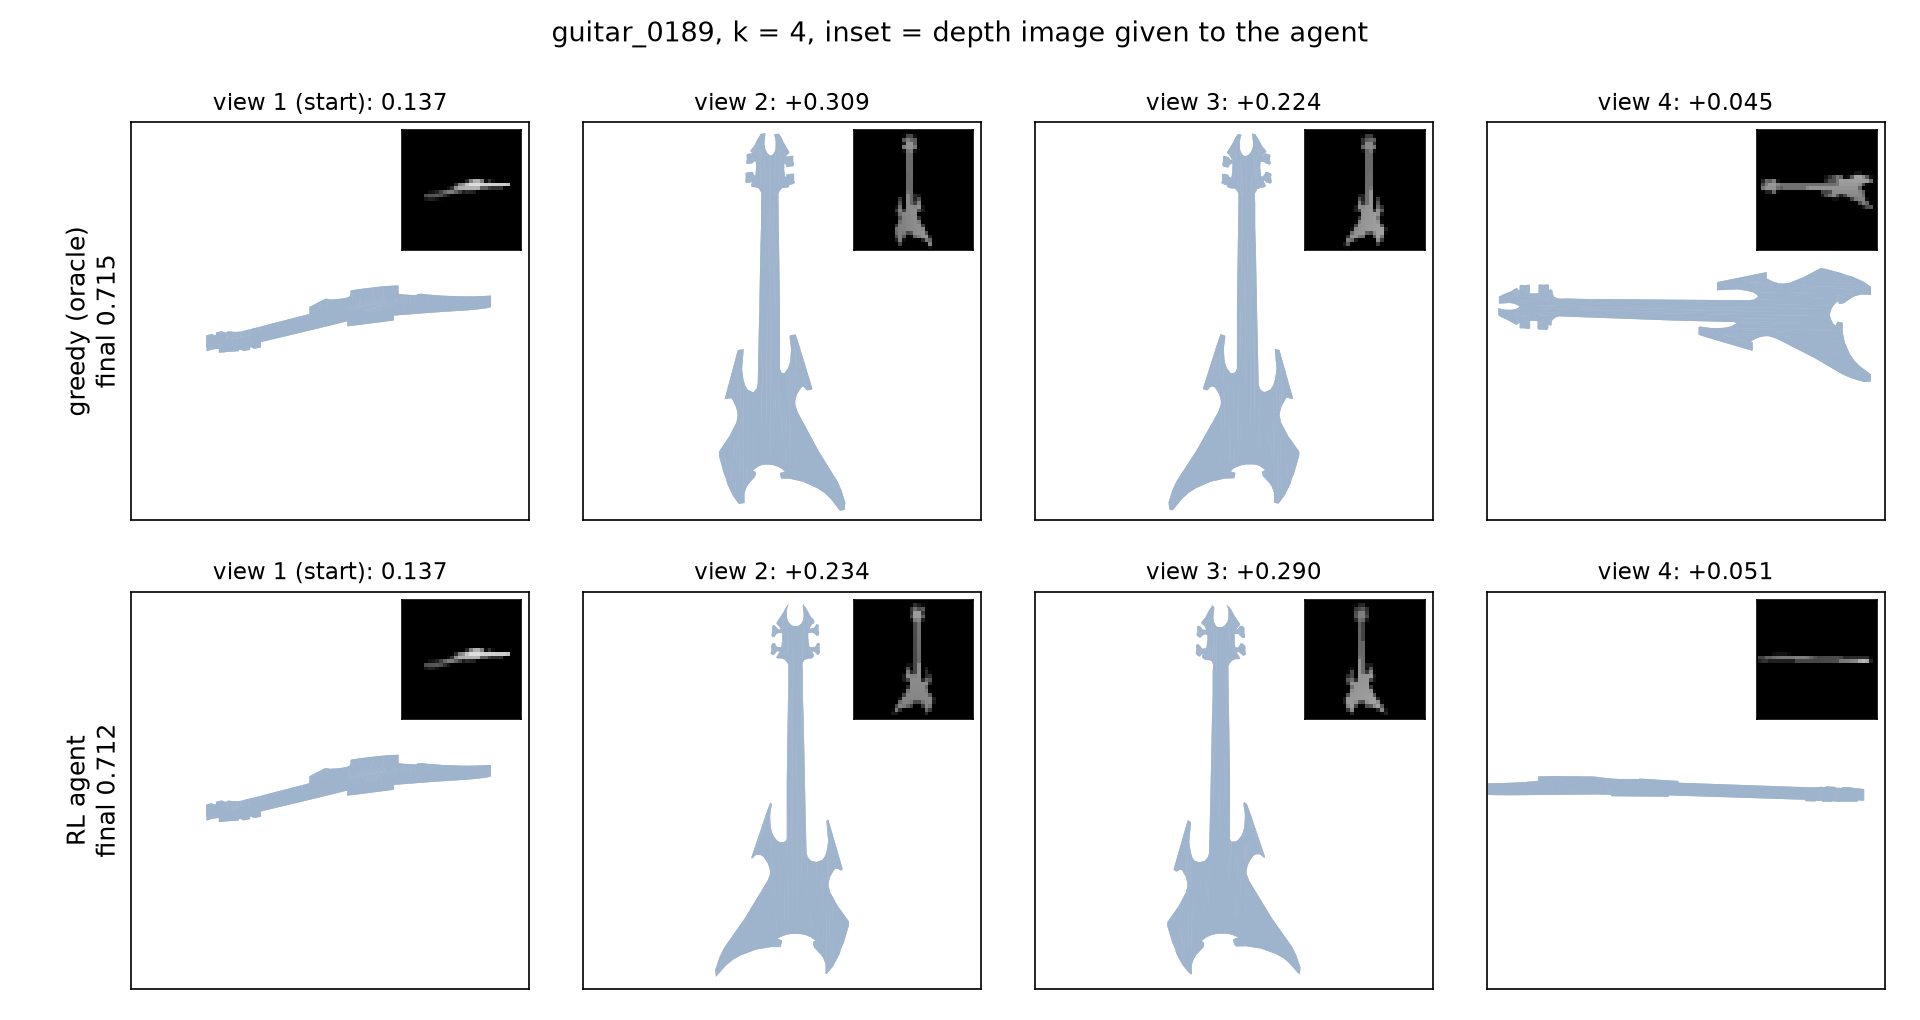 guitar_0189, k = 4, inset = depth image given to the agent
view 1 (start): 0.137
view 2: +0.309
view 3: +0.224
view 4: +0.045
greedy (oracle)
final 0.715
view 1 (start): 0.137
view 2: +0.234
view 3: +0.290
view 4: +0.051
RL agent
final 0.712